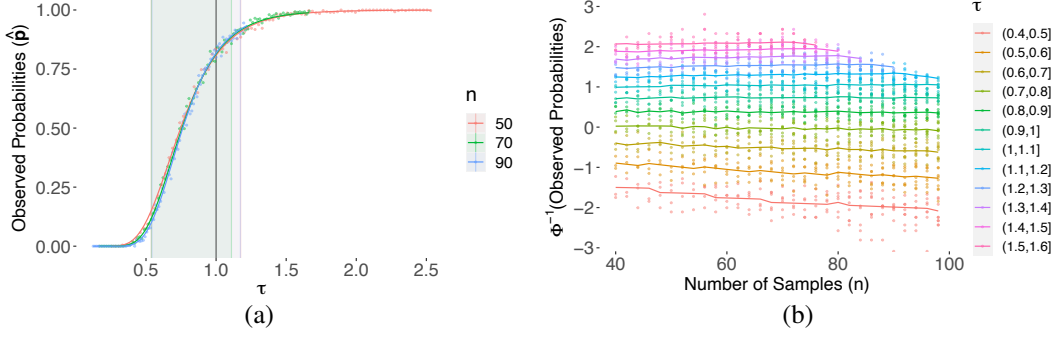 1.00
0.75
0.50
0.25
0.00
Observed Probabilities (p̂)
0.5 1.0 1.5 2.0 2.5
τ
n
50
70
90
(a)
3
2
1
0
−1
−2
−3
Φ⁻¹(Observed Probabilities)
40 60 80 100
Number of Samples (n)
τ
(0.4,0.5]
(0.5,0.6]
(0.6,0.7]
(0.7,0.8]
(0.8,0.9]
(0.9,1]
(1,1.1]
(1.1,1.2]
(1.2,1.3]
(1.3,1.4]
(1.4,1.5]
(1.5,1.6]
(b)